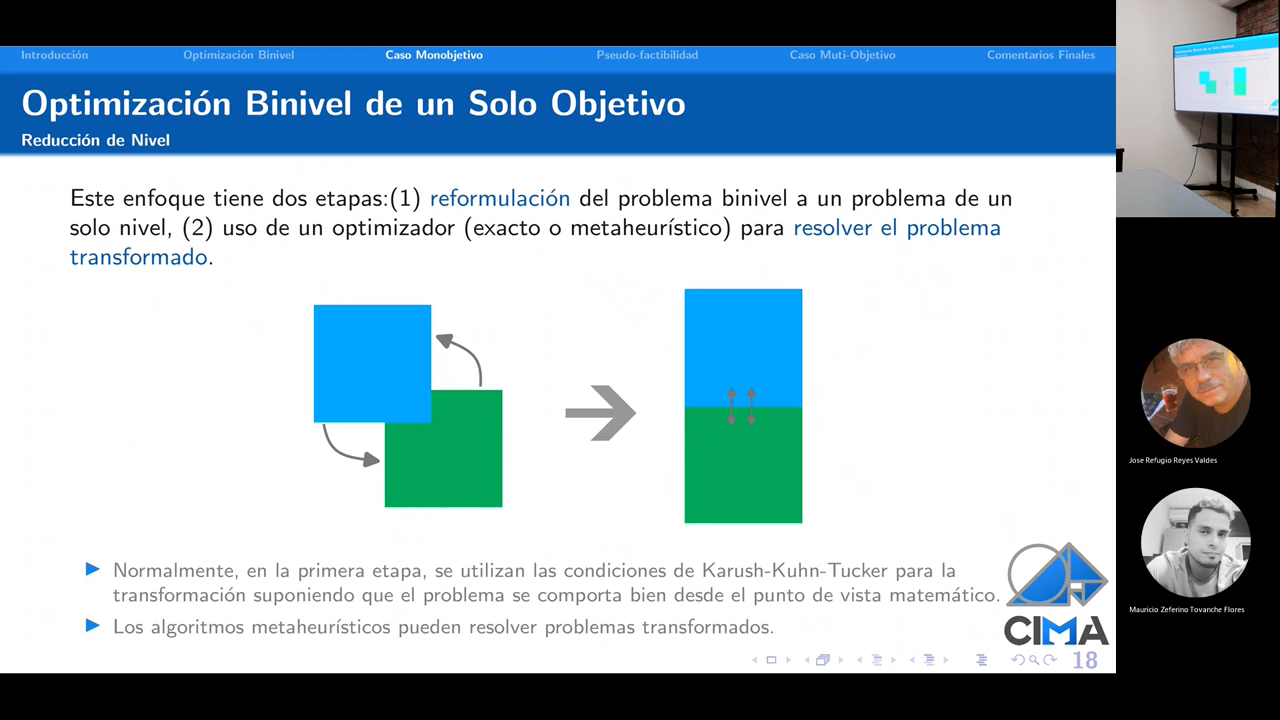 Introducción Optimización Binivel Caso Monobjetivo Pseudo-factibilidad Caso Muti-Objetivo Comentarios Finales
Optimización Binivel de un Solo Objetivo
Reducción de Nivel
Este enfoque tiene dos etapas:(1) reformulación del problema binivel a un problema de un
solo nivel, (2) uso de un optimizador (exacto o metaheurístico) para resolver el problema
transformado.
Normalmente, en la primera etapa, se utilizan las condiciones de Karush-Kuhn-Tucker para la
transformación suponiendo que el problema se comporta bien desde el punto de vista matemático.
Los algoritmos metaheurísticos pueden resolver problemas transformados.
CIMA
18
Jose Refugio Reyes Valdes
Mauricio Zeferino Tovanche Flores